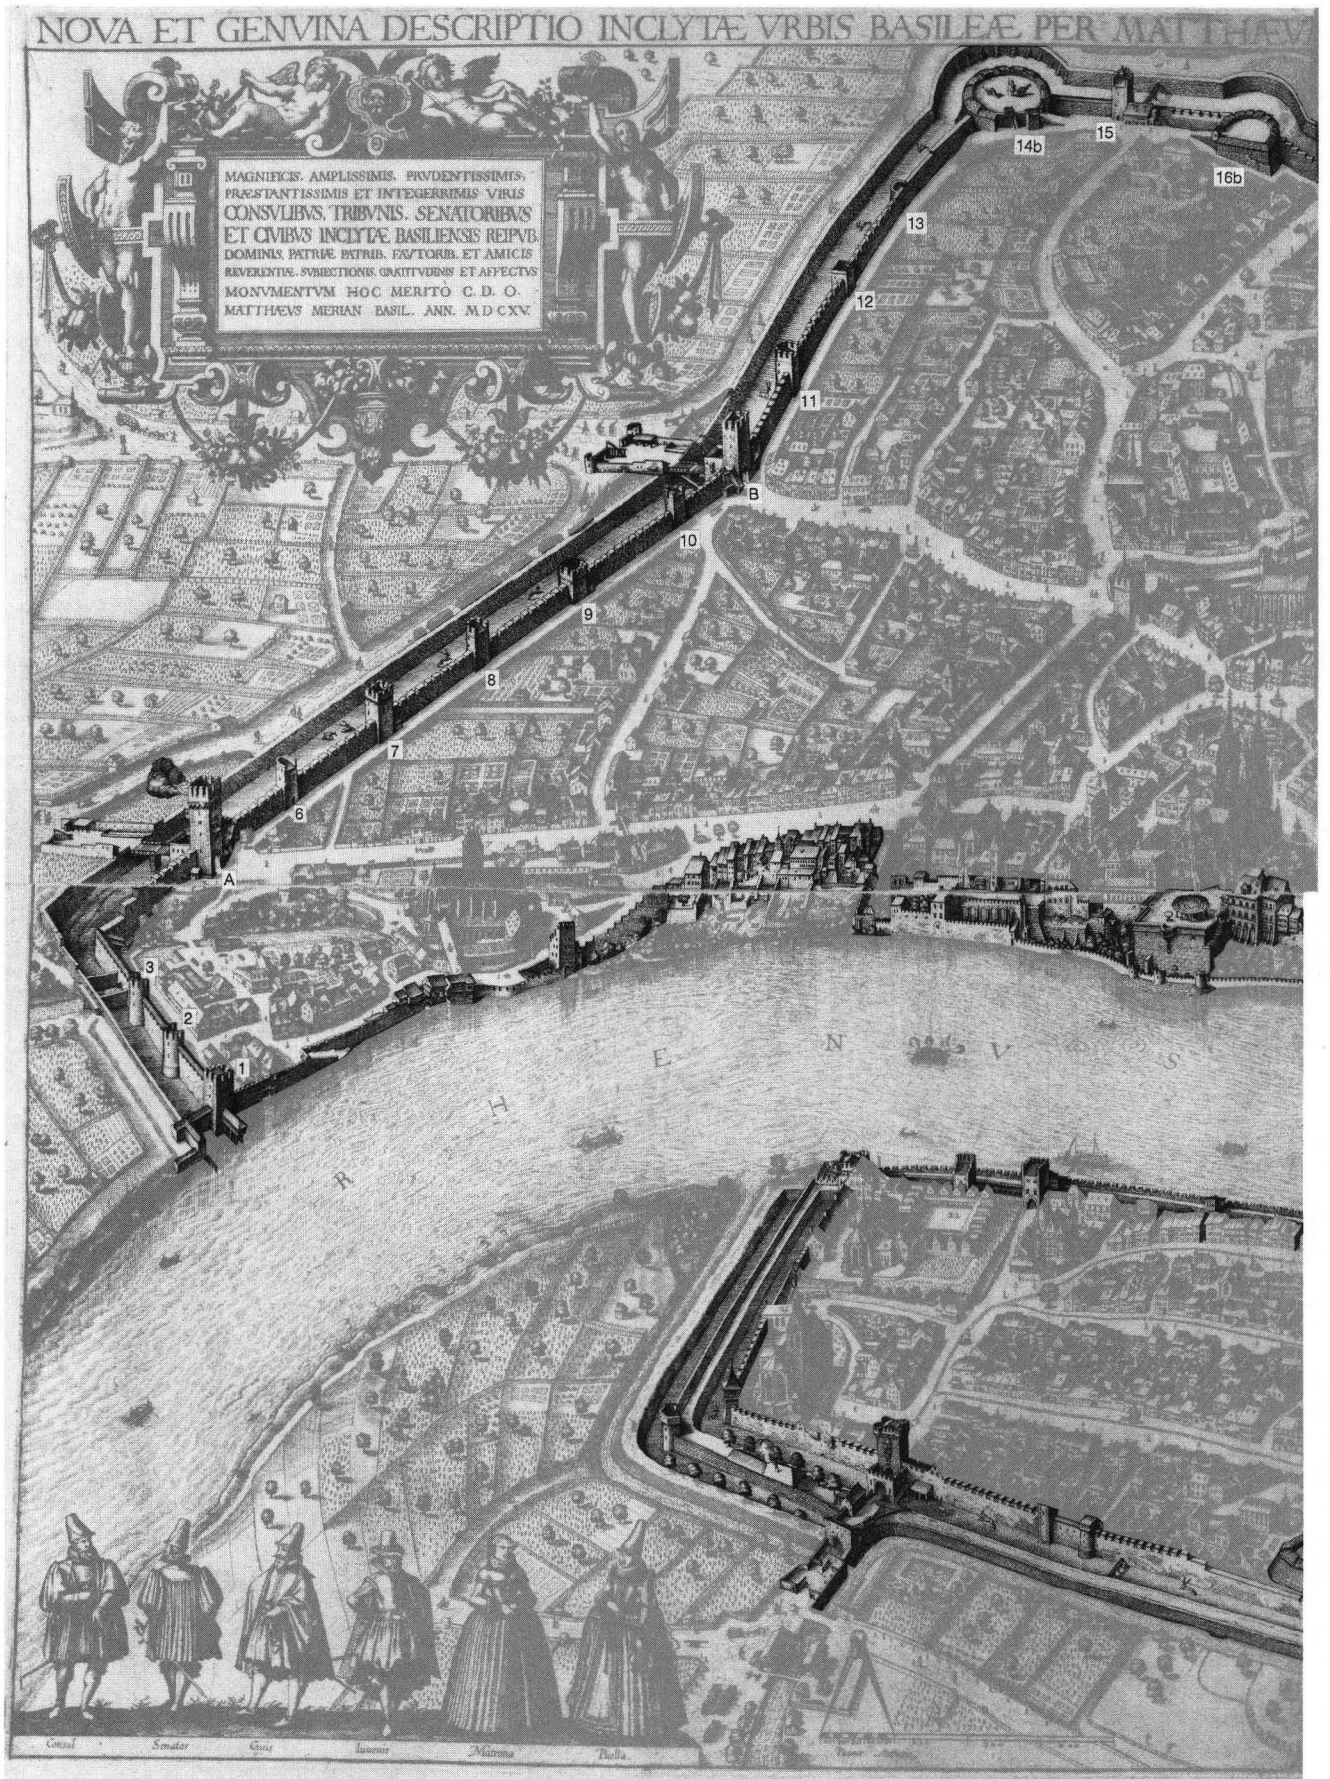 NOVA ET GENVINA DESCRIPTIO INCLYTÆ VRBIS BASILEÆ PER MATTHÆV
MAGNIFICIS, AMPLISSIMIS, PRVDENTISSIMIS,
PRÆSTANTISSIMIS ET INTEGERRIMIS VIRIS
CONSVLIBVS, TRIBVNIS, SENATORIBVS
ET CIVIBVS INCLYTÆ BASILIENSIS REIPVB.
DOMINIS, PATRIÆ PATRIB. FAVTORIB. ET AMICIS
REVERENTIÆ, SVBIECTIONIS, GRATITVDINIS ET AFFECTVS
MONVMENTVM HOC MERITO C. D. O.
MATTHÆVS MERIAN BASIL. ANN. MDCXV.
14b
15
16b
13
12
11
B
10
9
8
7
6
A
3
2
1
RHENVS
Consul
Senator
Ciuis
Iuuenis
Matrona
Puella